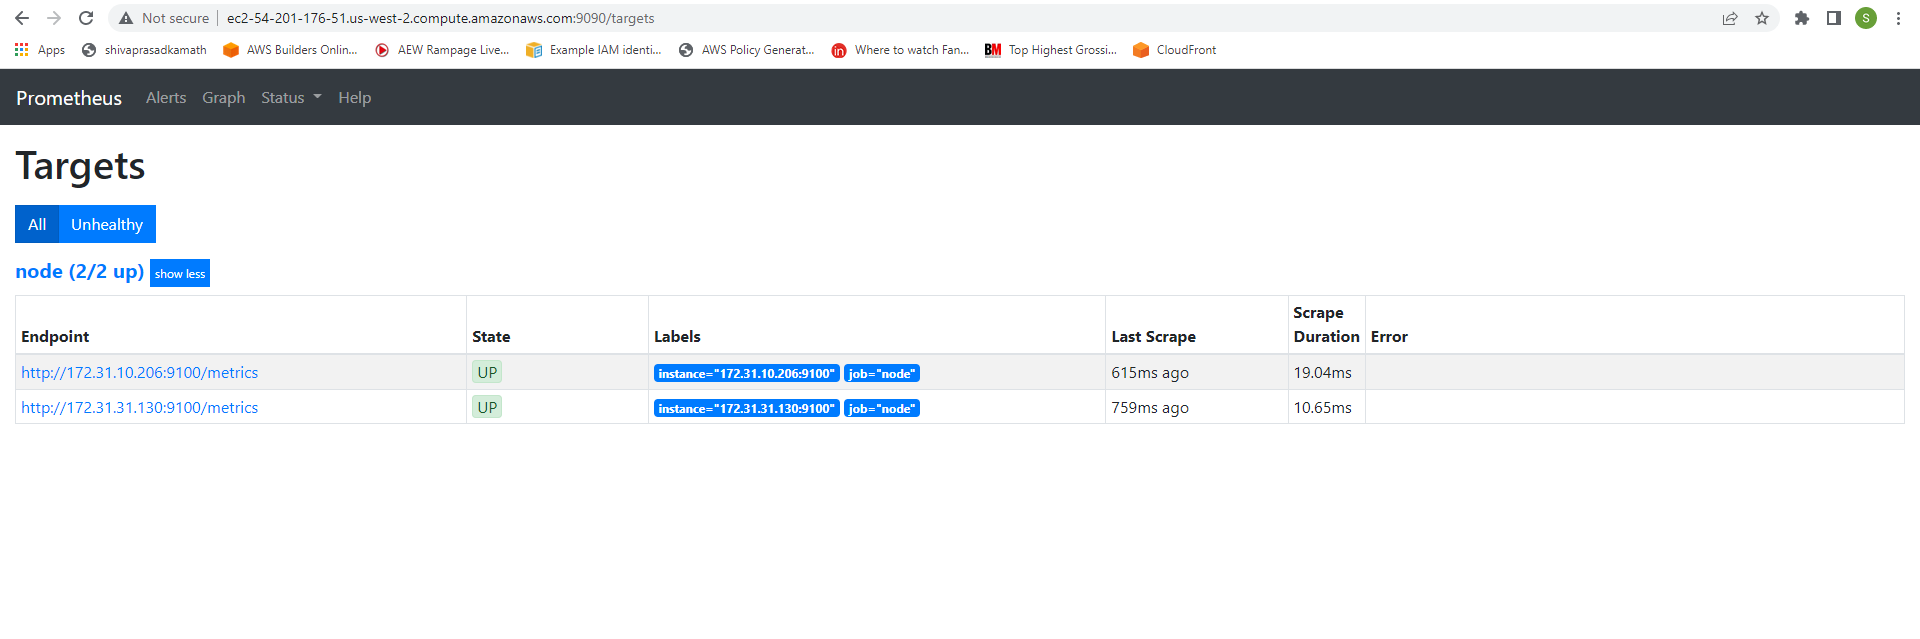 Not secure ec2-54-201-176-51.us-west-2.compute.amazonaws.com:9090/targets S
Apps shivaprasadkamath AWS Builders Onlin... AEW Rampage Live... Example IAM identi... AWS Policy Generat... in Where to watch Fan... BM Top Highest Grossi... CloudFront
Prometheus Alerts Graph Status Help
Targets
All Unhealthy
node (2/2 up) show less
Endpoint State Labels Last Scrape Scrape Duration Error
http://172.31.10.206:9100/metrics UP instance="172.31.10.206:9100" job="node" 615ms ago 19.04ms
http://172.31.31.130:9100/metrics UP instance="172.31.31.130:9100" job="node" 759ms ago 10.65ms